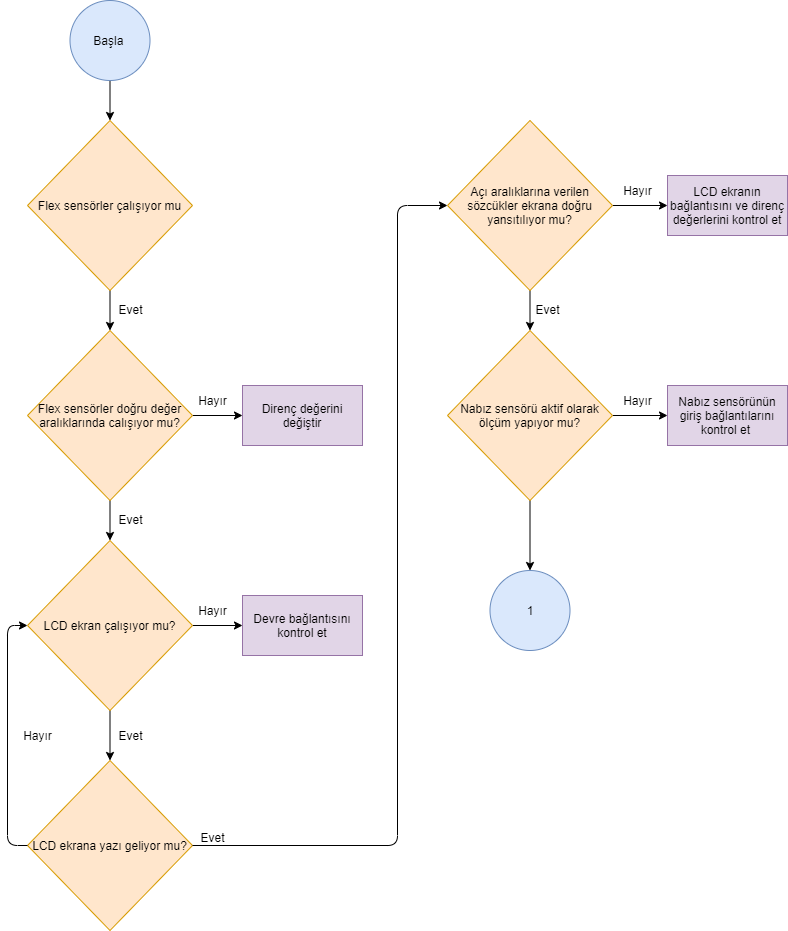 Başla
Flex sensörler çalışıyor mu
Evet
Flex sensörler doğru değer
aralıklarında calışıyor mu?
Hayır
Direnç değerini
değiştir
Evet
LCD ekran çalışıyor mu?
Hayır
Devre bağlantısını
kontrol et
Hayır
Evet
LCD ekrana yazı geliyor mu?
Evet
Açı aralıklarına verilen
sözcükler ekrana doğru
yansıtılıyor mu?
Hayır
LCD ekranın
bağlantısını ve direnç
değerlerini kontrol et
Evet
Nabız sensörü aktif olarak
ölçüm yapıyor mu?
Hayır
Nabız sensörünün
giriş bağlantılarını
kontrol et
1